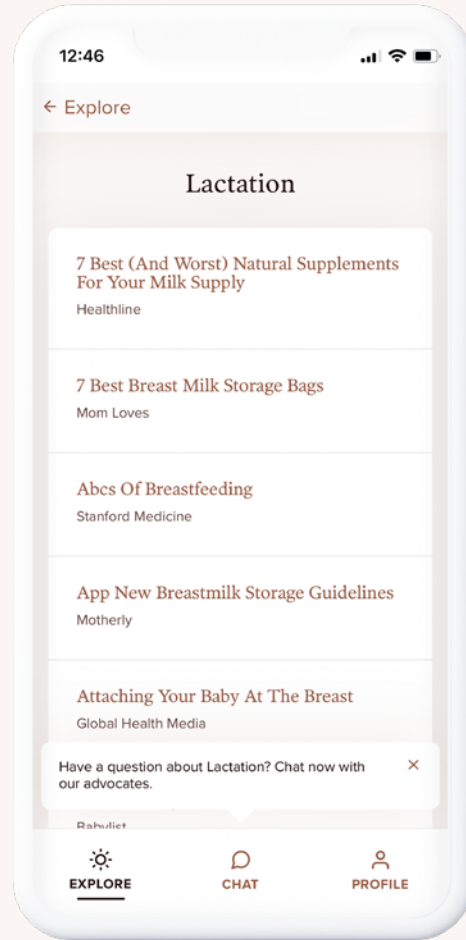 12:46
← Explore
Lactation
7 Best (And Worst) Natural Supplements
For Your Milk Supply
Healthline
7 Best Breast Milk Storage Bags
Mom Loves
Abcs Of Breastfeeding
Stanford Medicine
App New Breastmilk Storage Guidelines
Motherly
Attaching Your Baby At The Breast
Global Health Media
Have a question about Lactation? Chat now with
our advocates.
Babylist
EXPLORE
CHAT
PROFILE